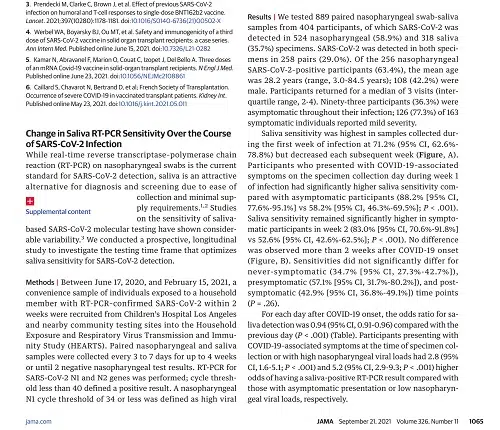 3. Prendecki M, Clarke C, Brown J, et al. Effect of previous SARS-CoV-2
infection on humoral and T-cell responses to single-dose BNT162b2 vaccine.
Lancet. 2021;397(10280):1178-1181. doi:10.1016/S0140-6736(21)00502-X
4. Werbel WA, Boyarsky BJ, Ou MT, et al. Safety and immunogenicity of a third
dose of SARS-CoV-2 vaccine in solid organ transplant recipients: a case series.
Ann Intern Med. Published online June 15, 2021. doi:10.7326/L21-0282
5. Kamar N, Abravanel F, Marion O, Couat C, Izopet J, Del Bello A. Three doses
of an mRNA Covid-19 vaccine in solid-organ transplant recipients. N Engl J Med.
Published online June 23, 2021. doi:10.1056/NEJMc2108861
6. Caillard S, Chavarot N, Bertrand D, et al; French Society of Transplantation.
Occurrence of severe COVID-19 in vaccinated transplant patients. Kidney Int.
Published online May 23, 2021. doi:10.1016/j.kint.2021.05.011
Change in Saliva RT-PCR Sensitivity Over the Course
of SARS-CoV-2 Infection
While real-time reverse transcriptase-polymerase chain
reaction (RT-PCR) on nasopharyngeal swabs is the current
standard for SARS-CoV-2 detection, saliva is an attractive
alternative for diagnosis and screening due to ease of
collection and minimal sup-
ply requirements.1,2 Studies
on the sensitivity of saliva-
Supplemental content
based SARS-CoV-2 molecular testing have shown consider-
able variability.3 We conducted a prospective, longitudinal
study to investigate the testing time frame that optimizes
saliva sensitivity for SARS-CoV-2 detection.
Methods | Between June 17, 2020, and February 15, 2021, a
convenience sample of individuals exposed to a household
member with RT-PCR-confirmed SARS-CoV-2 within 2
weeks were recruited from Children's Hospital Los Angeles
and nearby community testing sites into the Household
Exposure and Respiratory Virus Transmission and Immu-
nity Study (HEARTS). Paired nasopharyngeal and saliva
samples were collected every 3 to 7 days for up to 4 weeks
or until 2 negative nasopharyngeal test results. RT-PCR for
SARS-CoV-2 N1 and N2 genes was performed; cycle thresh-
old less than 40 defined a positive result. A nasopharyngeal
N1 cycle threshold of 34 or less was defined as high viral
Results | We tested 889 paired nasopharyngeal swab-saliva
samples from 404 participants, of which SARS-CoV-2 was
detected in 524 nasopharyngeal (58.9%) and 318 saliva
(35.7%) specimens. SARS-CoV-2 was detected in both speci-
mens in 258 pairs (29.0%). Of the 256 nasopharyngeal
SARS-COV-2-positive participants (63.4%), the mean age
was 28.2 years (range, 3.0-84.5 years); 108 (42.2%) were
male. Participants returned for a median of 3 visits (inter-
quartile range, 2-4). Ninety-three participants (36.3%) were
asymptomatic throughout their infection; 126 (77.3%) of 163
symptomatic individuals reported mild severity.
Saliva sensitivity was highest in samples collected dur-
ing the first week of infection at 71.2% (95% CI, 62.6%-
78.8%) but decreased each subsequent week (Figure, A).
Participants who presented with COVID-19-associated
symptoms on the specimen collection day during week 1
of infection had significantly higher saliva sensitivity com-
pared with asymptomatic participants (88.2% [95% CI,
77.6%-95.1%] vs 58.2% [95% CI, 46.3%-69.5%]; P < .001).
Saliva sensitivity remained significantly higher in sympto-
matic participants in week 2 (83.0% [95% CI, 70.6%-91.8%]
vs 52.6% [95% CI, 42.6%-62.5%]; P < .001). No difference
was observed more than 2 weeks after COVID-19 onset
(Figure, B). Sensitivities did not significantly differ for
never-symptomatic (34.7% [95% CI, 27.3%-42.7%]),
presymptomatic (57.1% [95% CI, 31.7%-80.2%]), and post-
symptomatic (42.9% [95% CI, 36.8%-49.1%]) time points
(P = .26).
For each day after COVID-19 onset, the odds ratio for sa-
liva detection was 0.94 (95% CI, 0.91-0.96) compared with the
previous day (P < .001) (Table). Participants presenting with
COVID-19-associated symptoms at the time of specimen col-
lection or with high nasopharyngeal viral loads had 2.8 (95%
CI, 1.6-5.1; P < .001) and 5.2 (95% CI, 2.9-9.3; P < .001) higher
odds of having a saliva-positive RT-PCR result compared with
those with asymptomatic presentation or low nasopharyn-
geal viral loads, respectively.
jama.com
JAMA September 21, 2021 Volume 326, Number 11 1065